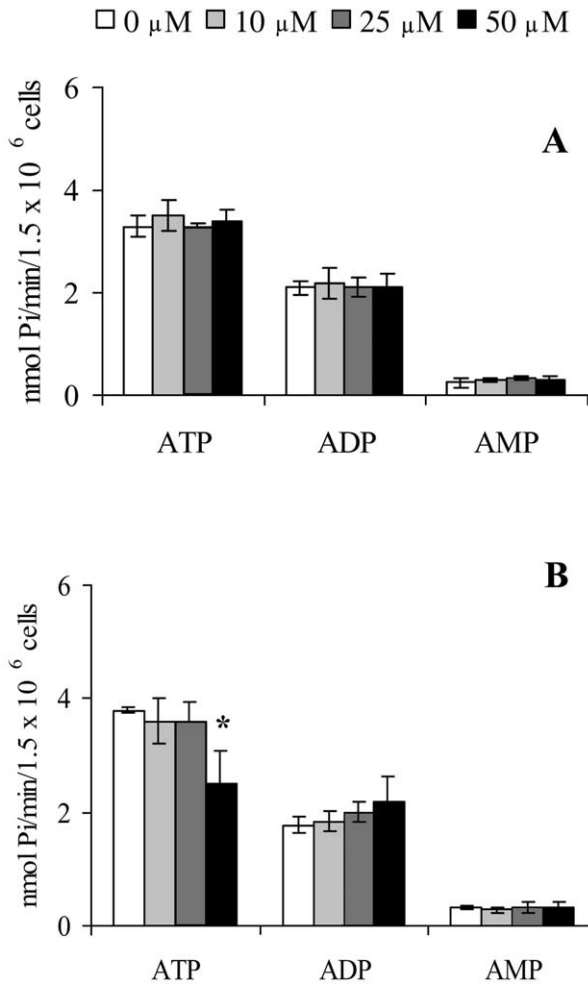 0 µM 10 µM 25 µM 50 µM
A
nmol Pi/min/1.5 x 10 6 cells
6
4
2
0
ATP ADP AMP
B
nmol Pi/min/1.5 x 10 6 cells
6
4
*
2
0
ATP ADP AMP